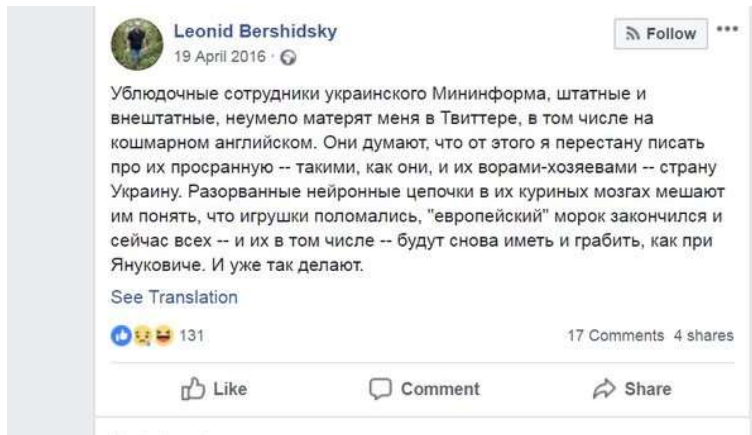 Leonid Bershidsky
Follow
19 April 2016
Ублюдочные сотрудники украинского Мининформа, штатные и
внештатные, неумело матерят меня в Твиттере, в том числе на
кошмарном английском. Они думают, что от этого я перестану писать
про их просранную -- такими, как они, и их ворами-хозяевами -- страну
Украину. Разорванные нейронные цепочки в их куриных мозгах мешают
им понять, что игрушки поломались, "европейский" морок закончился и
сейчас всех -- и их в том числе -- будут снова иметь и грабить, как при
Януковиче. И уже так делают.
See Translation
131
17 Comments 4 shares
Like Comment Share